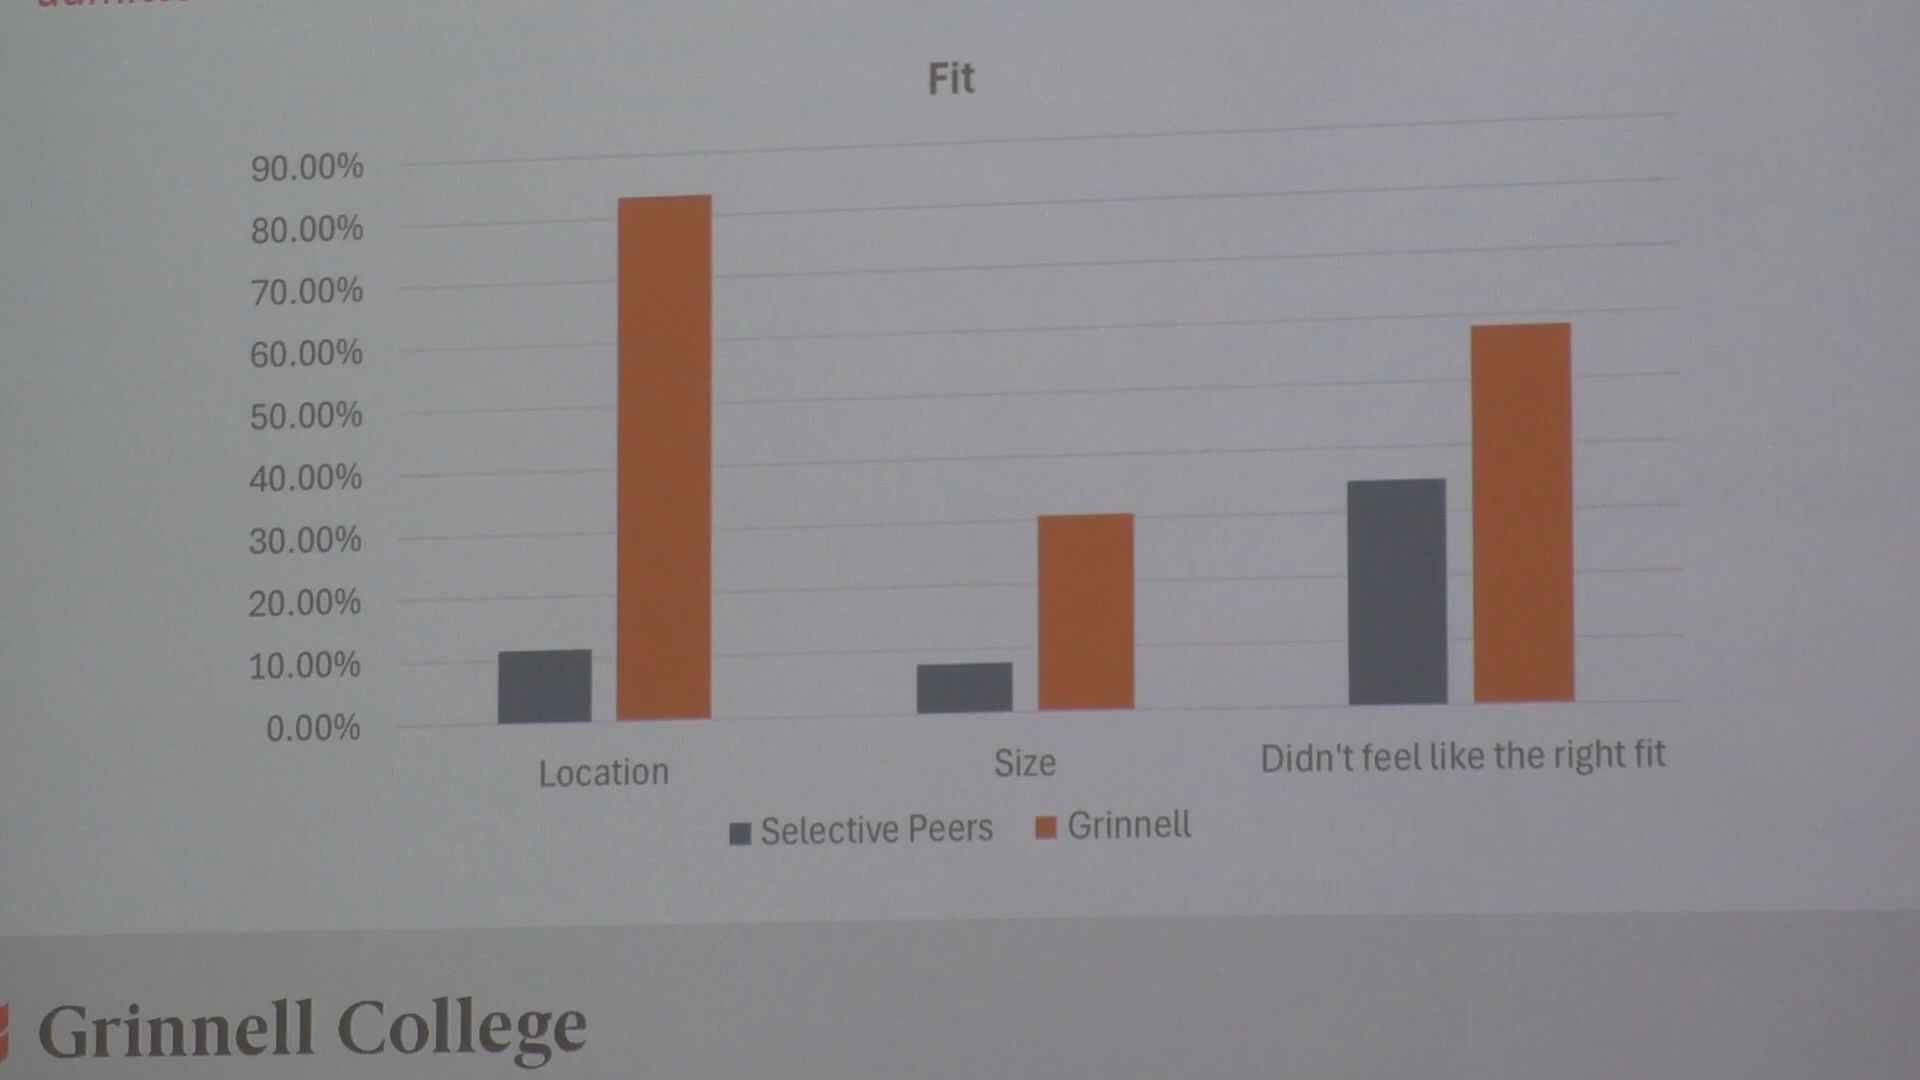 Fit
90.00%
80.00%
70.00%
60.00%
50.00%
40.00%
30.00%
20.00%
10.00%
0.00%
Location Size Didn't feel like the right fit
Selective Peers Grinnell
Grinnell College